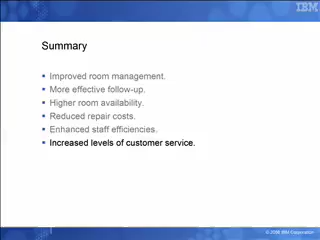 IBM
Summary
Improved room management.
More effective follow-up.
Higher room availability.
Reduced repair costs.
Enhanced staff efficiencies.
Increased levels of customer service.
© 2006 IBM Corporation